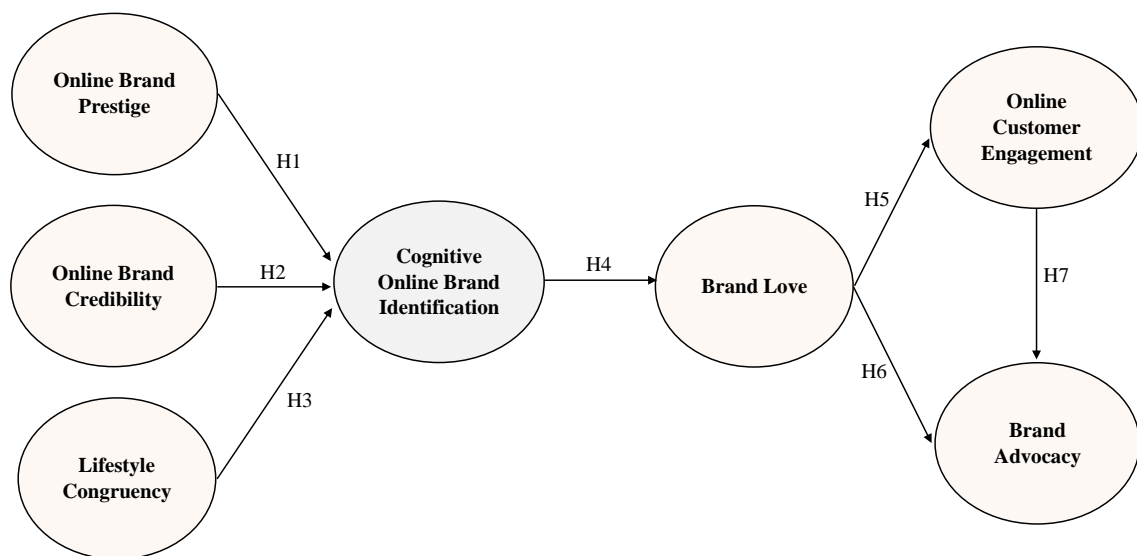 Online Brand
Prestige
H1
Online Brand
Credibility
H2
Lifestyle
Congruency
H3
Cognitive
Online Brand
Identification
H4
Brand Love
H5
H6
Online
Customer
Engagement
H7
Brand
Advocacy